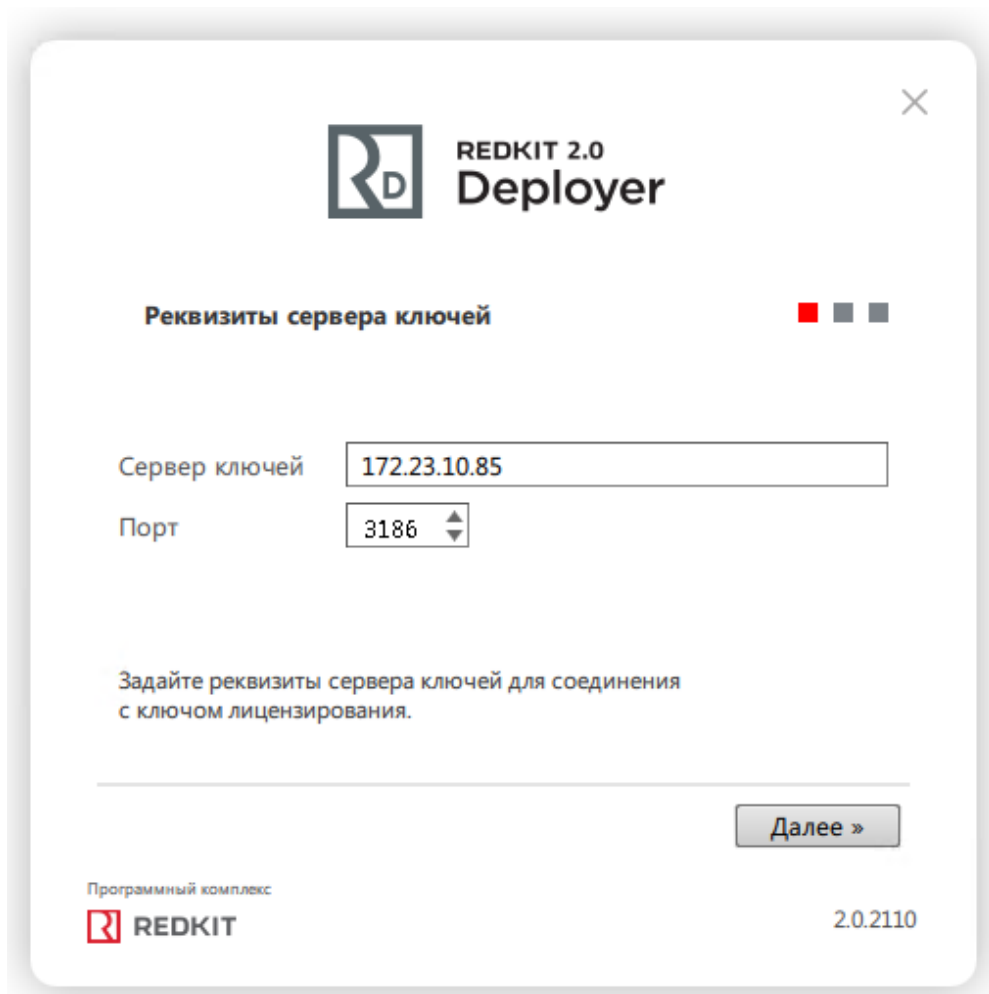 REDKIT 2.0
Deployer
Реквизиты сервера ключей
Сервер ключей 172.23.10.85
Порт 3186
Задайте реквизиты сервера ключей для соединения
с ключом лицензирования.
Далее »
Программный комплекс
REDKIT
2.0.2110